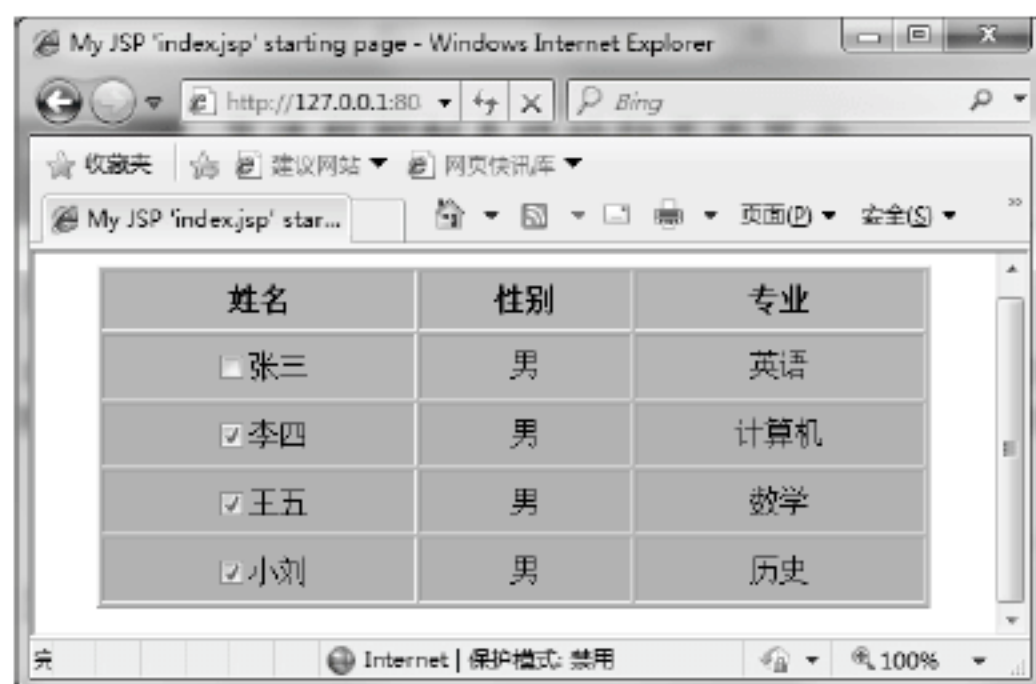 My JSP 'index.jsp' starting page - Windows Internet Explorer
http://127.0.0.1:80 Bing
收藏夹 建议网站 网页快讯库
My JSP 'index.jsp' star... 页面(P) 安全(S) »
姓名 性别 专业
张三 男 英语
李四 男 计算机
王五 男 数学
小刘 男 历史
完 Internet | 保护模式: 禁用 100%